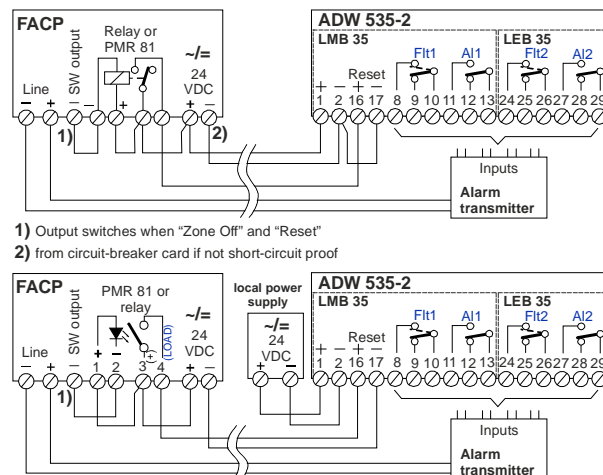 FACP
Relay or
PMR 81
~/=
24
VDC
Line
SW output
– + – – + + –
1)
2)
ADW 535-2
LMB 35
LEB 35
Flt1 Al1 Flt2 Al2
Reset
+ – + –
1 2 16 17 8 9 10 11 12 13 24 25 26 27 28 29
Inputs
Alarm
transmitter
1) Output switches when “Zone Off” and “Reset”
2) from circuit-breaker card if not short-circuit proof
FACP
PMR 81 or
relay
~/=
24
VDC
Line
SW output
(+)
(LOAD)
– + – 1 2 3 4 + –
+ –
1)
local power
supply
~/=
24
VDC
+ –
ADW 535-2
LMB 35
LEB 35
Flt1 Al1 Flt2 Al2
Reset
+ – + –
1 2 16 17 8 9 10 11 12 13 24 25 26 27 28 29
Inputs
Alarm
transmitter